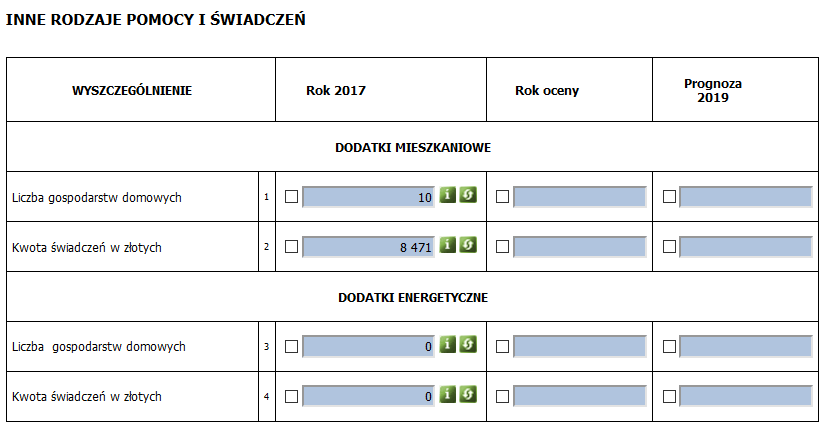 INNE RODZAJE POMOCY I ŚWIADCZEŃ
WYSZCZEGÓLNIENIE Rok 2017 Rok oceny Prognoza 2019
DODATKI MIESZKANIOWE
Liczba gospodarstw domowych 1 10
Kwota świadczeń w złotych 2 8 471
DODATKI ENERGETYCZNE
Liczba gospodarstw domowych 3 0
Kwota świadczeń w złotych 4 0